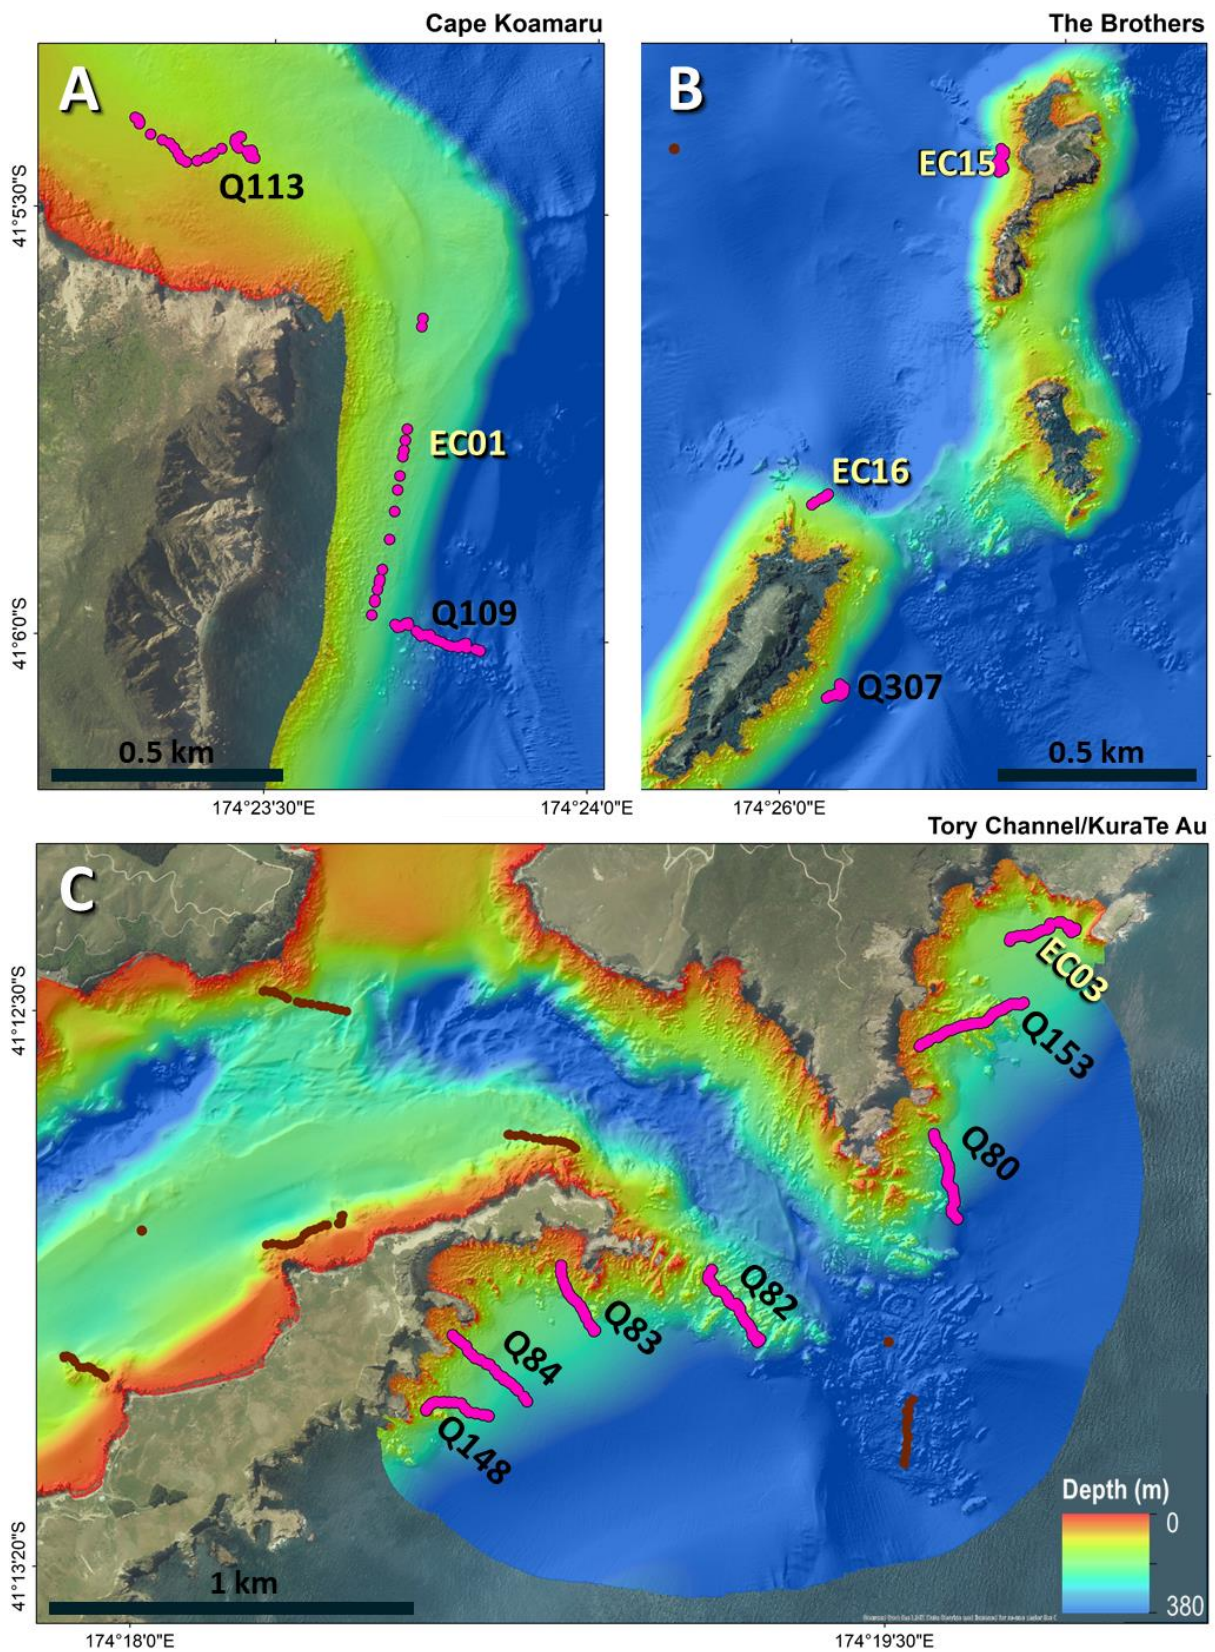 Cape Koamaru
The Brothers
A
B
Q113
EC15
41°5'30"S
EC01
EC16
Q109
Q307
41°6'0"S
0.5 km
0.5 km
174°23'30"E
174°24'0"E
174°26'0"E
Tory Channel/KuraTe Au
C
EC03
41°12'30"S
Q153
Q80
Q82
Q83
Q84
Q148
Depth (m)
0
380
41°13'20"S
1 km
174°18'0"E
174°19'30"E